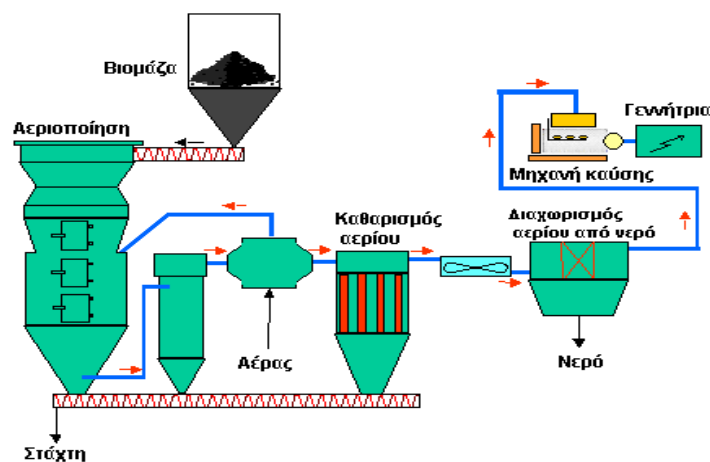 Βιομάζα
Αεριοποίηση
Γεννήτρια
Μηχανή καύσης
Καθαρισμός
αερίου
Διαχωρισμός
αερίου από νερό
Αέρας
Νερό
Στάχτη